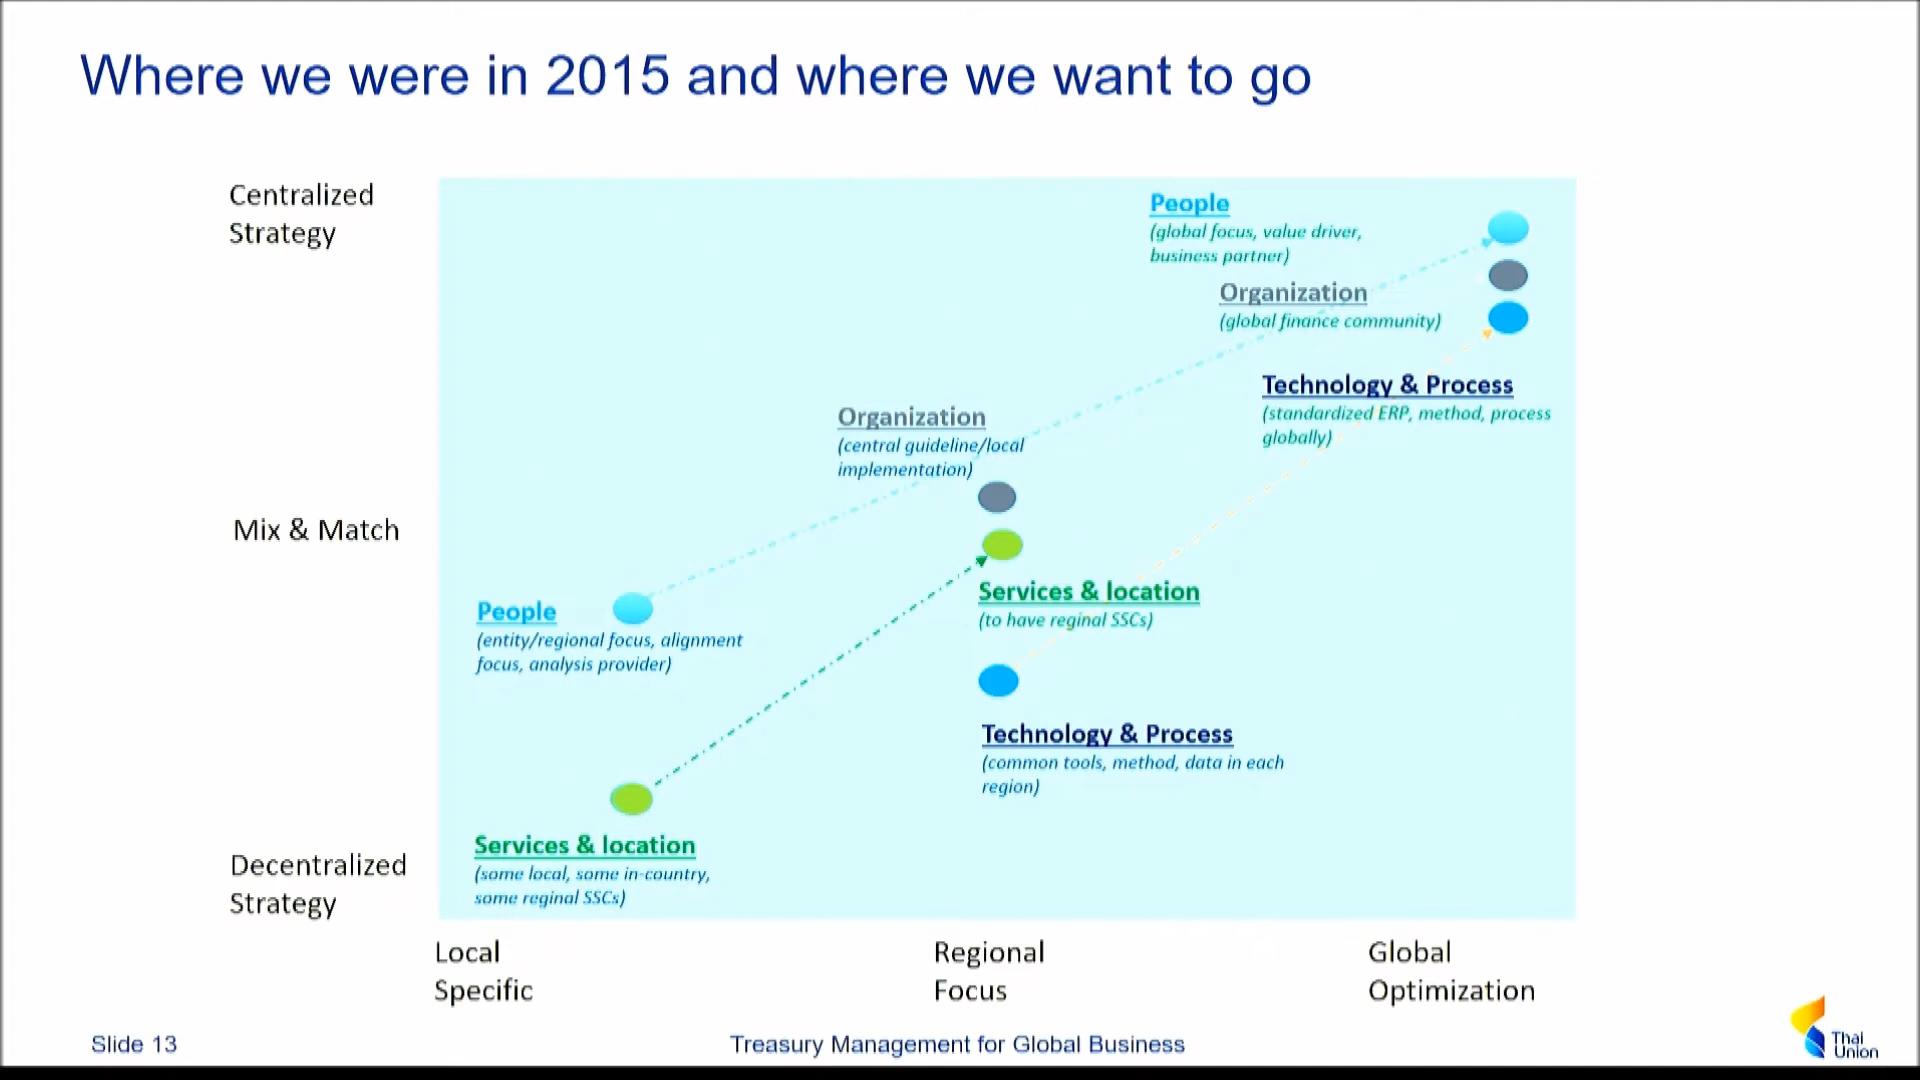 Where we were in 2015 and where we want to go
Centralized
Strategy
People
(global focus, value driver,
business partner)
Organization
(global finance community)
Technology & Process
(standardized ERP, method, process
globally)
Organization
(central guideline/local
implementation)
Mix & Match
Services & location
(to have reginal SSCs)
People
(entity/regional focus, alignment
focus, analysis provider)
Technology & Process
(common tools, method, data in each
region)
Services & location
(some local, some in-country,
some reginal SSCs)
Decentralized
Strategy
Local
Specific
Regional
Focus
Global
Optimization
Slide 13
Treasury Management for Global Business
Thai
Union